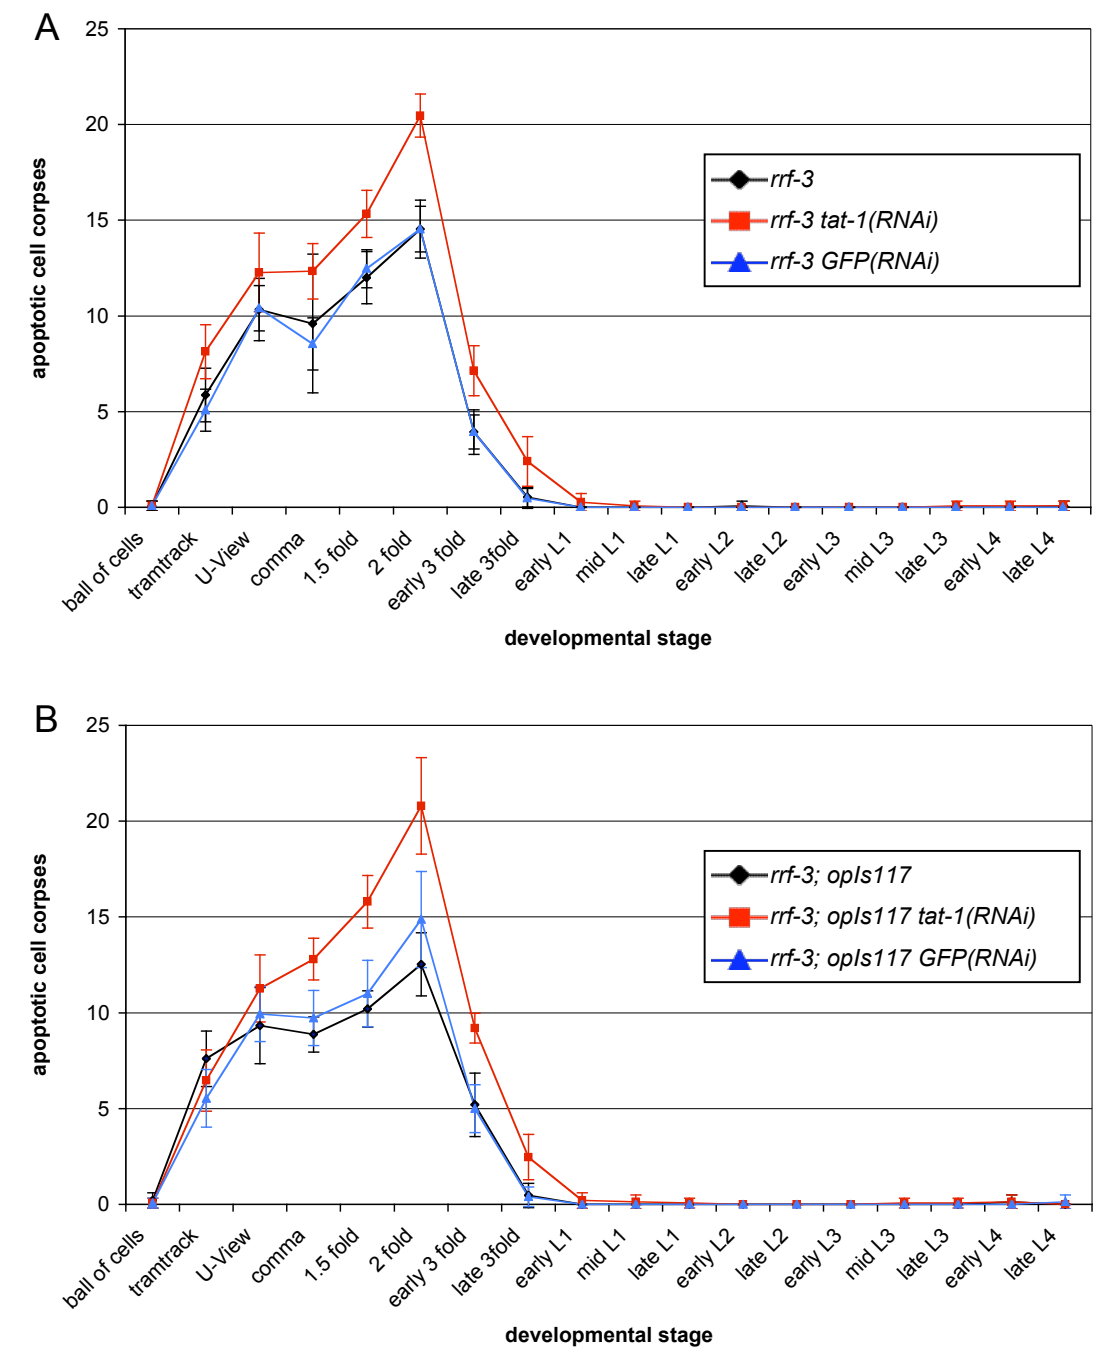 A
25
20
15
10
5
0
apoptotic cell corpses
rrf-3
rrf-3 tat-1(RNAi)
rrf-3 GFP(RNAi)
ball of cells
tramtrack
U-View
comma
1.5 fold
2 fold
early 3 fold
late 3fold
early L1
mid L1
late L1
early L2
late L2
early L3
mid L3
late L3
early L4
late L4
developmental stage
B
25
20
15
10
5
0
apoptotic cell corpses
rrf-3; opIs117
rrf-3; opIs117 tat-1(RNAi)
rrf-3; opIs117 GFP(RNAi)
ball of cells
tramtrack
U-View
comma
1.5 fold
2 fold
early 3 fold
late 3fold
early L1
mid L1
late L1
early L2
late L2
early L3
mid L3
late L3
early L4
late L4
developmental stage